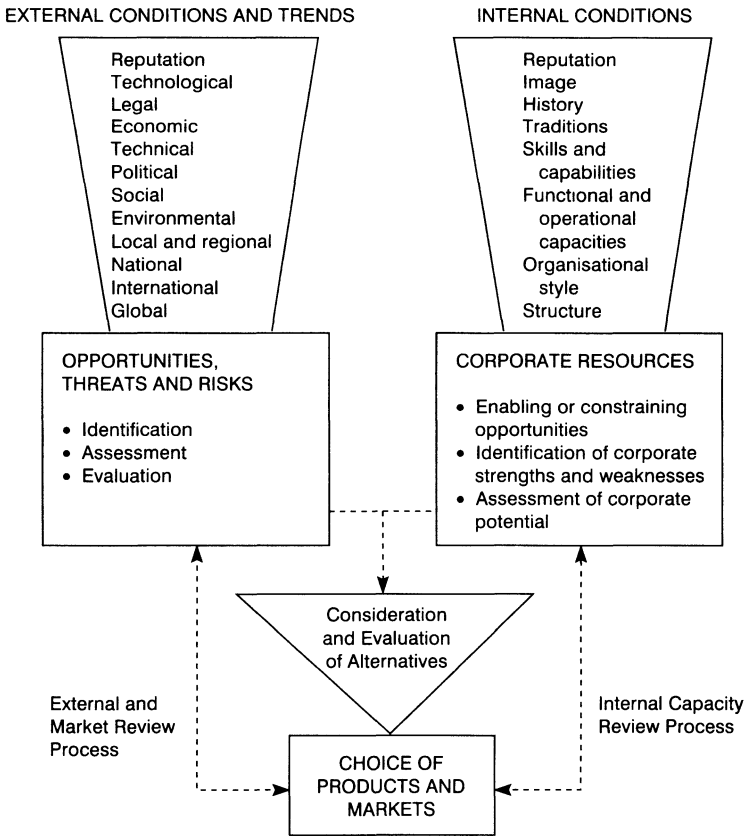 EXTERNAL CONDITIONS AND TRENDS
Reputation
Technological
Legal
Economic
Technical
Political
Social
Environmental
Local and regional
National
International
Global
OPPORTUNITIES,
THREATS AND RISKS
• Identification
• Assessment
• Evaluation
INTERNAL CONDITIONS
Reputation
Image
History
Traditions
Skills and
capabilities
Functional and
operational
capacities
Organisational
style
Structure
CORPORATE RESOURCES
• Enabling or constraining
opportunities
• Identification of corporate
strengths and weaknesses
• Assessment of corporate
potential
Consideration
and Evaluation
of Alternatives
External and
Market Review
Process
Internal Capacity
Review Process
CHOICE OF
PRODUCTS AND
MARKETS